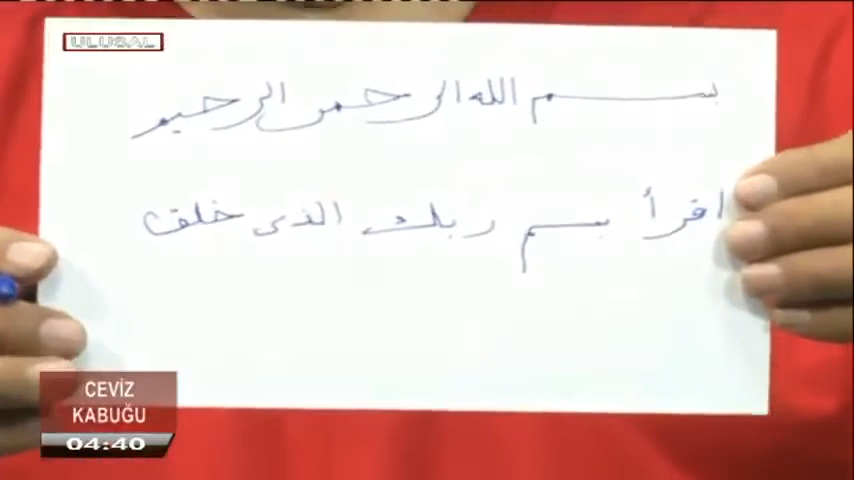 ULUSAL
بسم الله الرحمن الرحيم
اقرأ بسم ربك الذى خلق
CEVİZ
KABUĞU
04:40